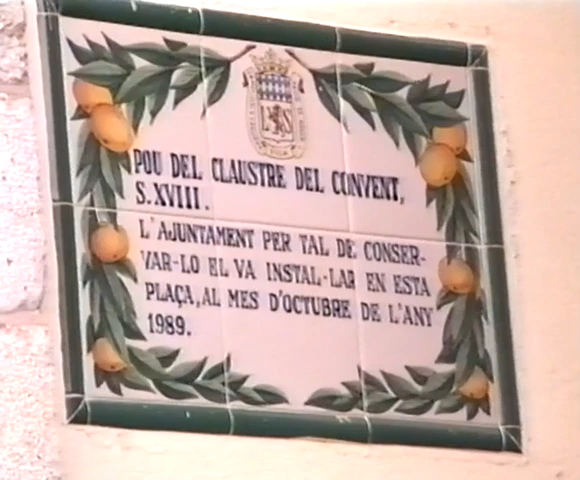 POU DEL CLAUSTRE DEL CONVENT,
S.XVIII.
L'AJUNTAMENT PER TAL DE CONSER-
VAR-LO EL VA INSTAL·LAR EN ESTA
PLAÇA, AL MES D'OCTUBRE DE L'ANY
1989.